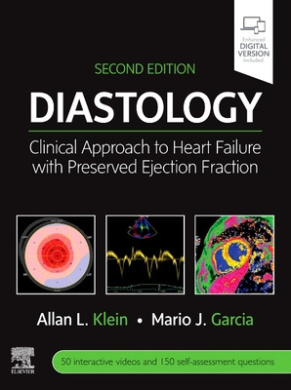 Enhanced
DIGITAL
VERSION
Included
SECOND EDITION
DIASTOLOGY
Clinical Approach to Heart Failure
with Preserved Ejection Fraction
Allan L. Klein • Mario J. Garcia
ELSEVIER
50 interactive videos and 150 self-assessment questions